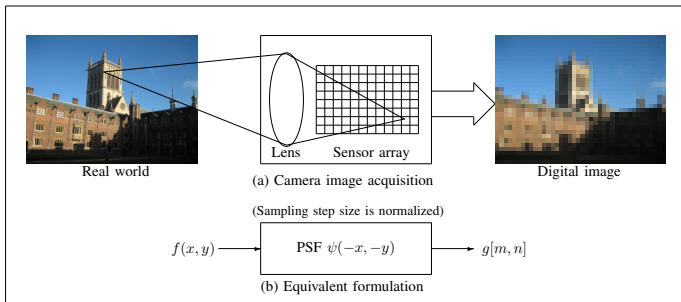 Lens
Sensor array
Real world
(a) Camera image acquisition
Digital image
(Sampling step size is normalized)
f(x, y)
PSF ψ(−x, −y)
g[m, n]
(b) Equivalent formulation